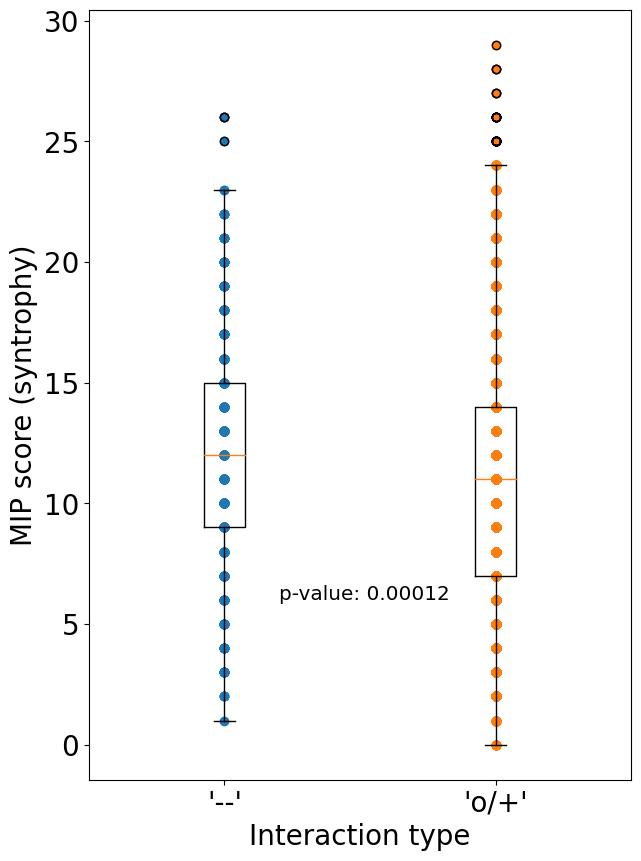 30
25
20
15
10
5
0
MIP score (syntrophy)
p-value: 0.00012
'--'
'o/+'
Interaction type